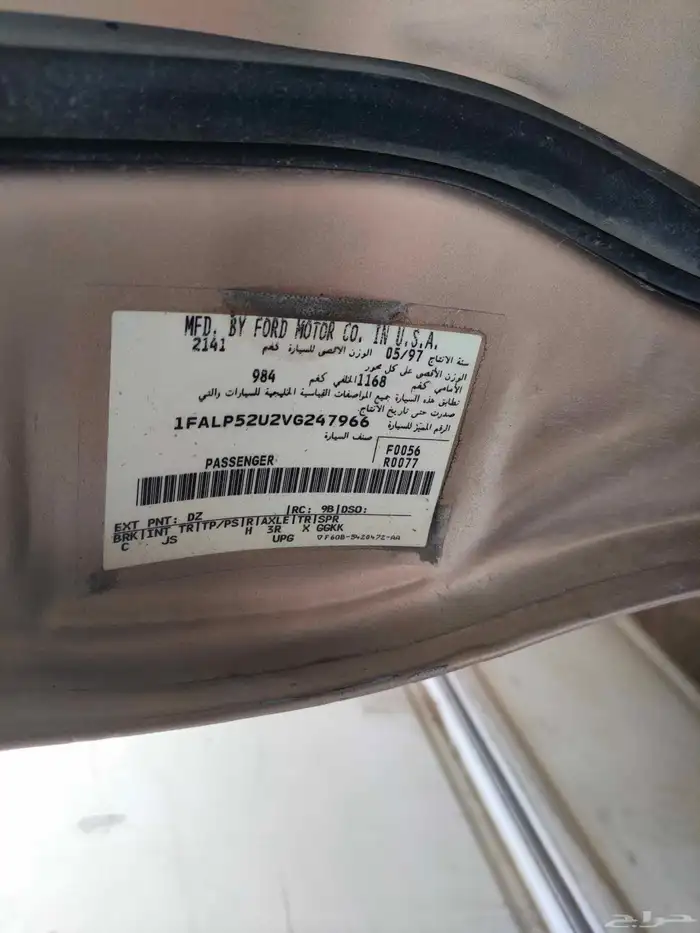 MFD. BY FORD MOTOR CO. IN U.S.A.
سنة الانتاج 05/97 الوزن الاقصى للسيارة كغم 2141
الوزن الأقصى على كل محور
الأمامي كغم 1168 الخلفي كغم 984
تطابق هذه السيارة جميع المواصفات القياسية الخليجية للسيارات والتي
صدرت حتى تاريخ الأنتاج
الرقم المميز للسيارة 1FALP52U2VG247966
صنف السيارة
PASSENGER
F0056
R0077
EXT PNT: DZ |RC: 9B|DSO:
BRK|INT TR|TP/PS|R|AXLE|TR|SPR
C JS H 3R X GGKK
UPG ▽F60B-5420472-AA
حراج